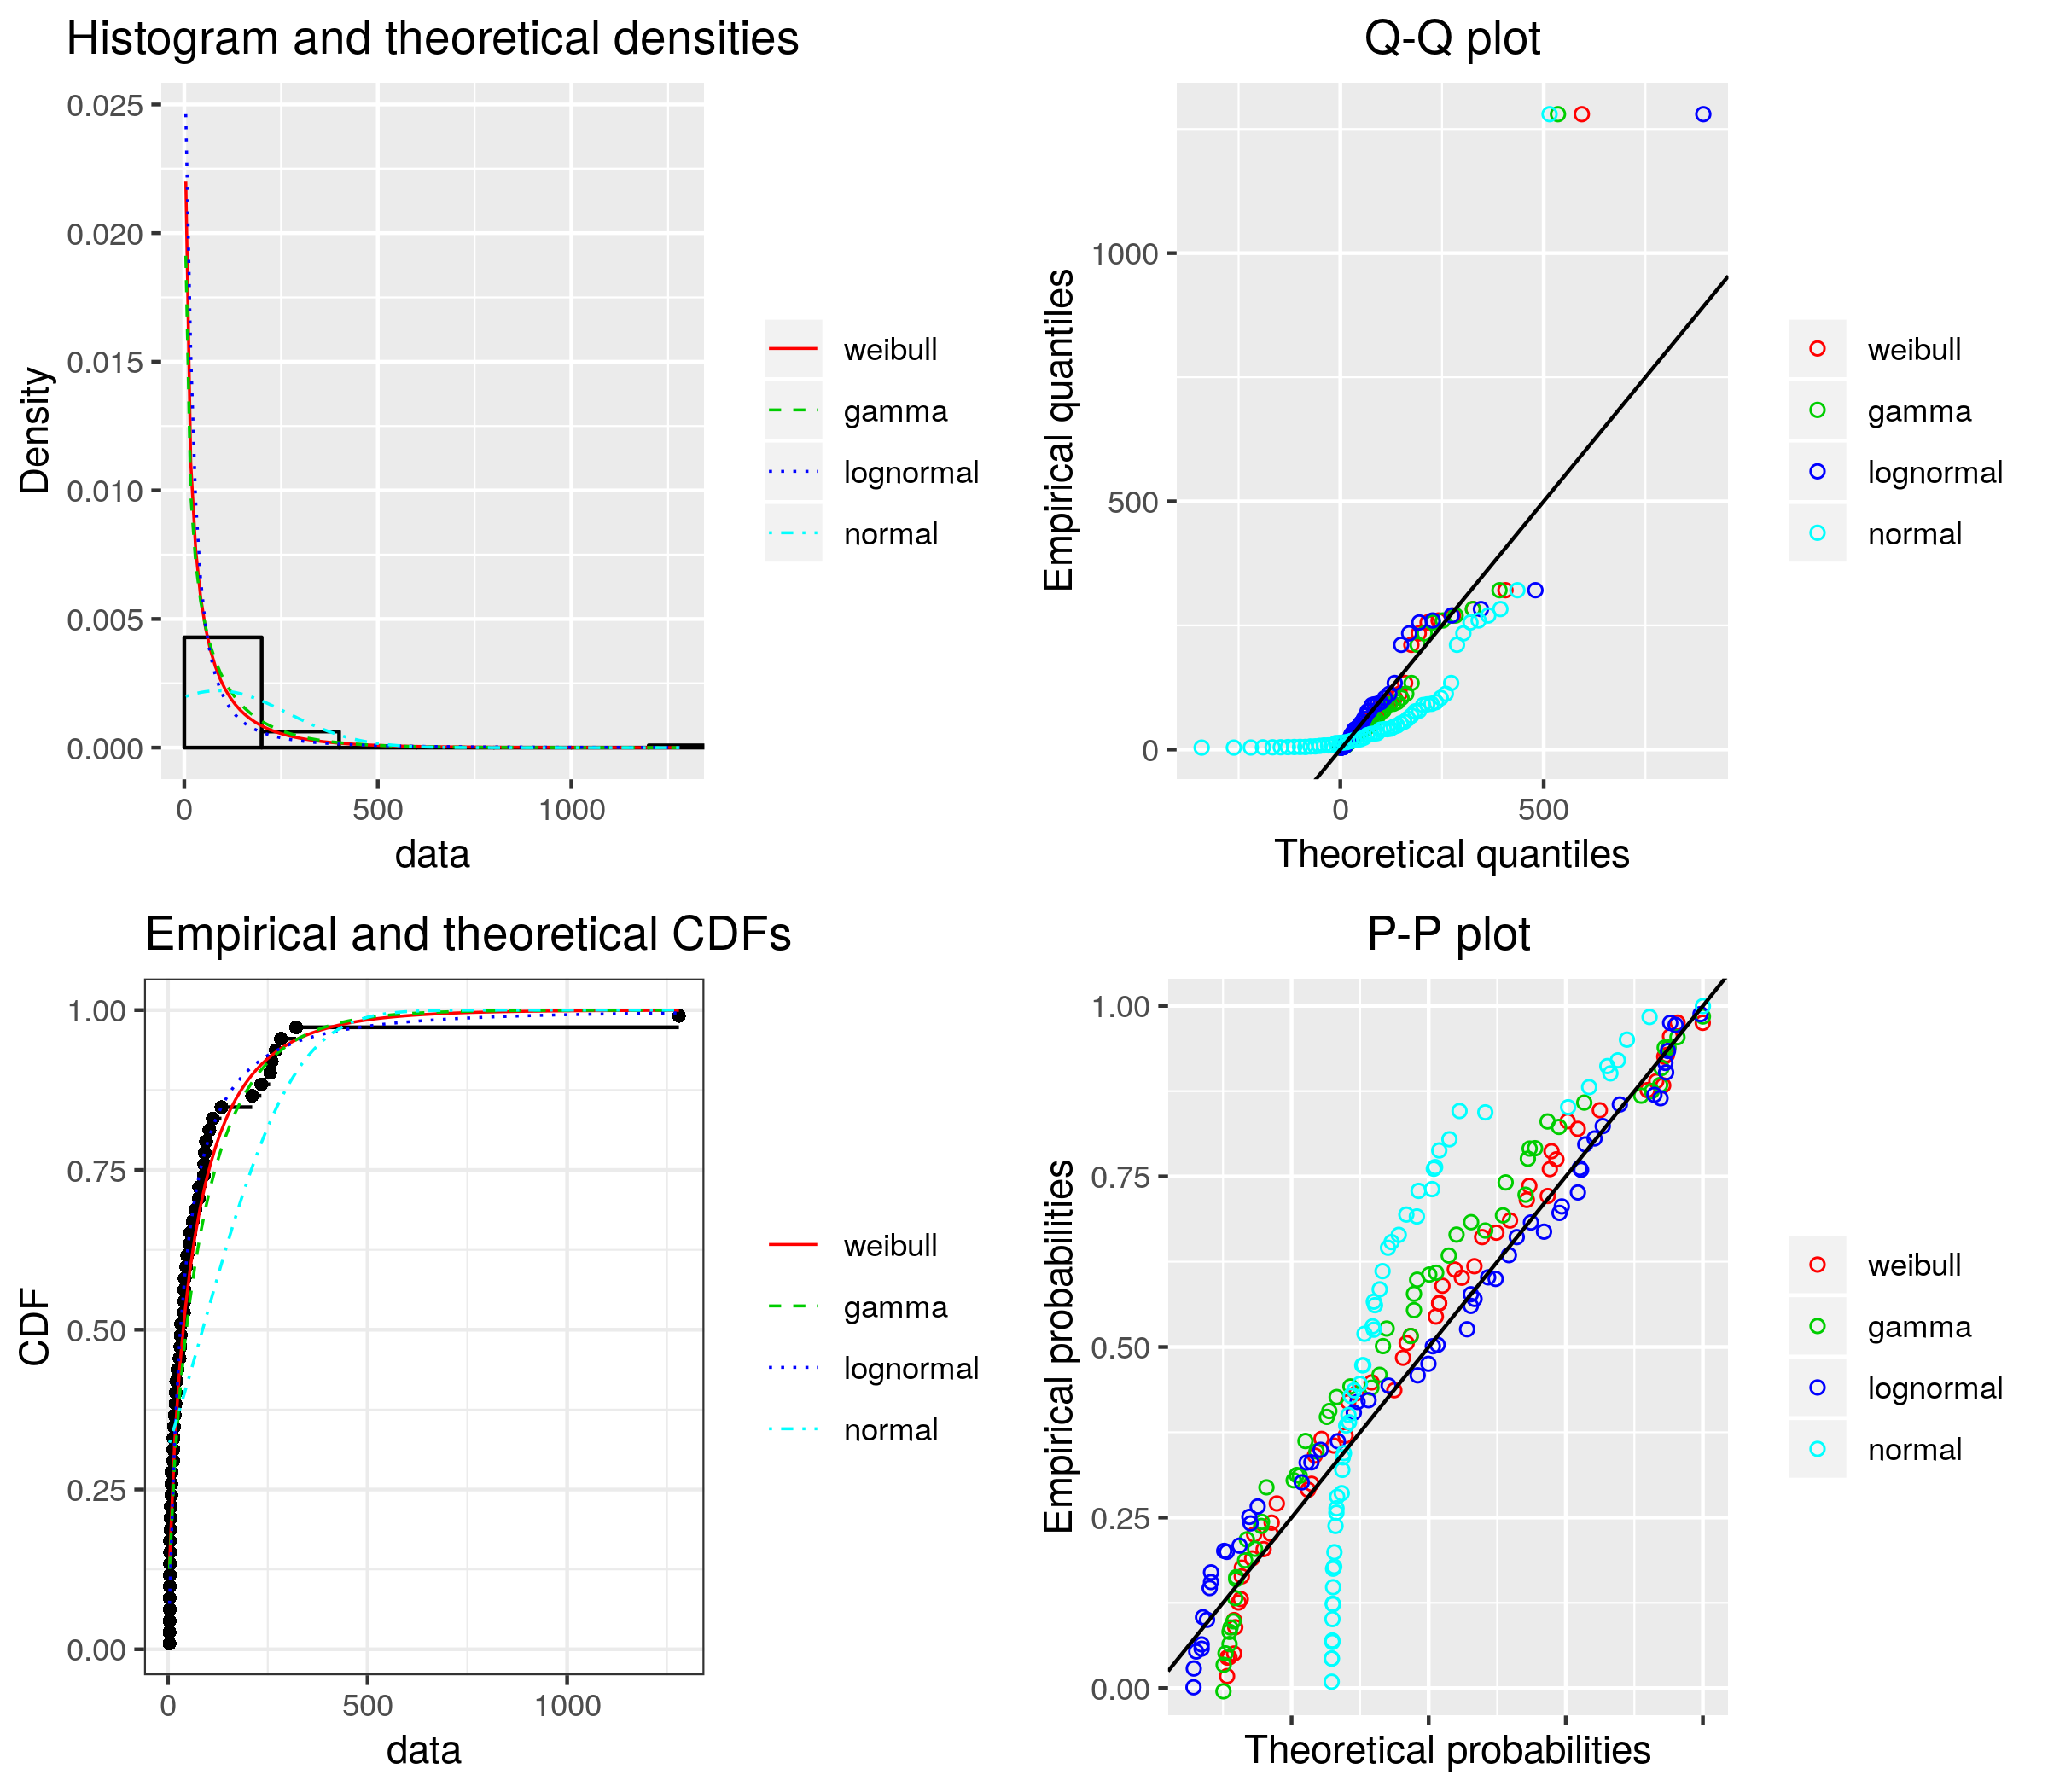 Histogram and theoretical densities
0.025
0.020
0.015
0.010
0.005
0.000
Density
0 500 1000
data
weibull
gamma
lognormal
normal
Q-Q plot
1000
500
0
Empirical quantiles
0 500
Theoretical quantiles
weibull
gamma
lognormal
normal
Empirical and theoretical CDFs
1.00
0.75
0.50
0.25
0.00
CDF
0 500 1000
data
weibull
gamma
lognormal
normal
P-P plot
1.00
0.75
0.50
0.25
0.00
Empirical probabilities
Theoretical probabilities
weibull
gamma
lognormal
normal